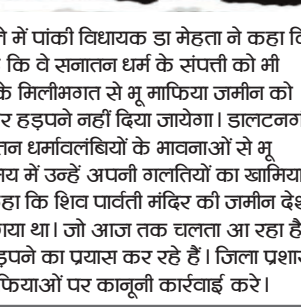 में पांकी विधायक डा मेहता ने कहा
कि वे सनातन धर्म के संपत्ती को भी
के मिलीभगत से भू माफिया जमीन को
र हड़पने नहीं दिया जायेगा। डालटनग
तन धर्मावलंबियों के भावनाओं से भू
मय में उन्हें अपनी गलतियों का खामिया
हा कि शिव पार्वती मंदिर की जमीन देश
गया था। जो आज तक चलता आ रहा है
ड़पने का प्रयास कर रहे हैं। जिला प्रशा
फियाओं पर कानूनी कार्रवाई करे।